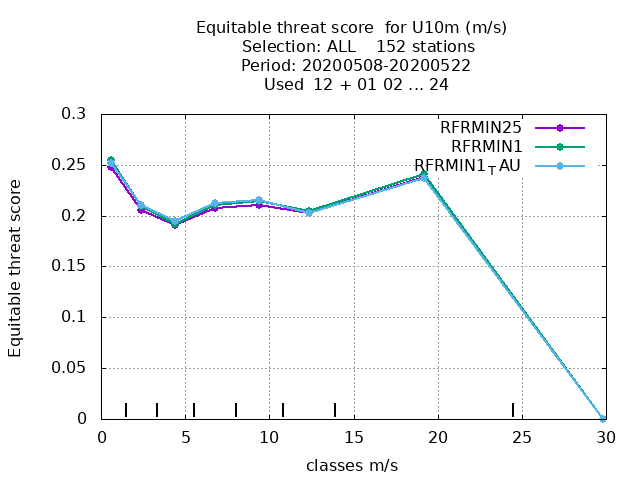 Equitable threat score  for U10m (m/s)
Selection: ALL    152 stations
Period: 20200508-20200522
Used  12 + 01 02 ... 24
RFRMIN25
RFRMIN1
RFRMIN1TAU
Equitable threat score
0.3
0.25
0.2
0.15
0.1
0.05
0
0 5 10 15 20 25 30
classes m/s